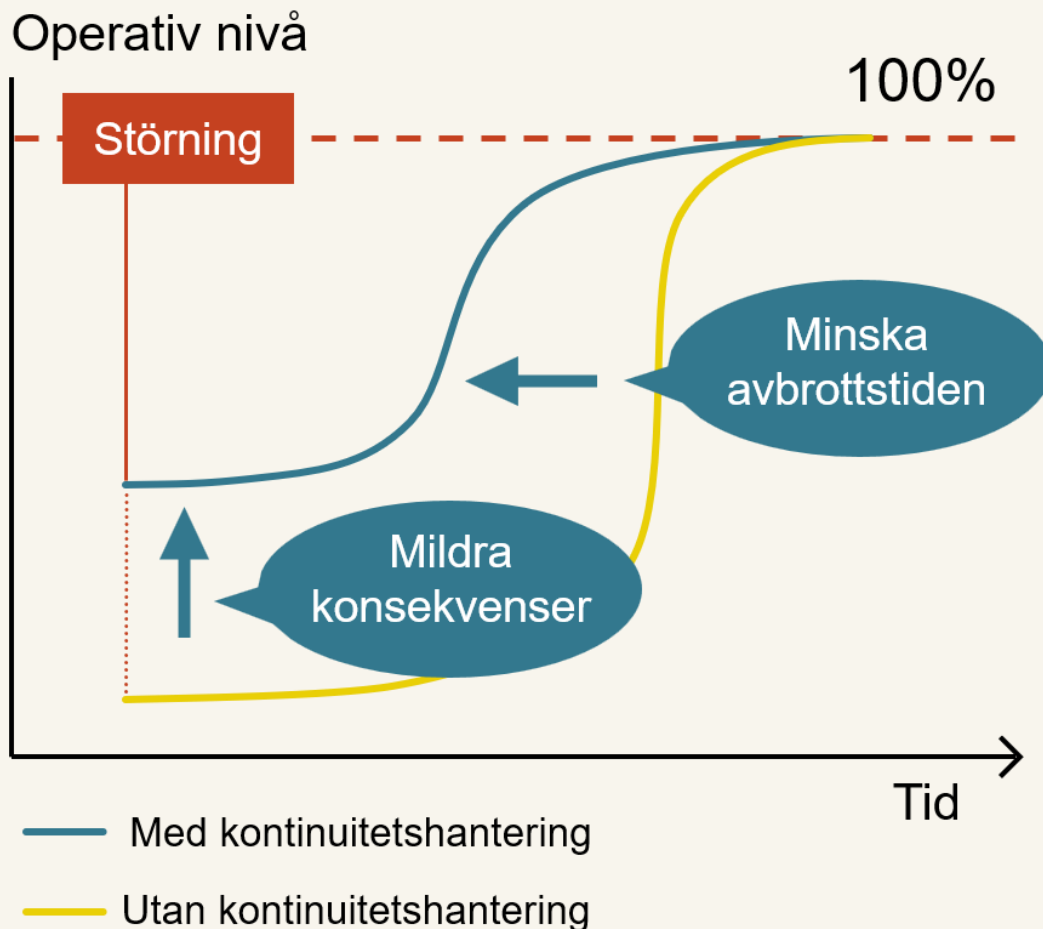 Operativ nivå
100%
Störning
Minska
avbrottstiden
Mildra
konsekvenser
Tid
Med kontinuitetshantering
Utan kontinuitetshantering